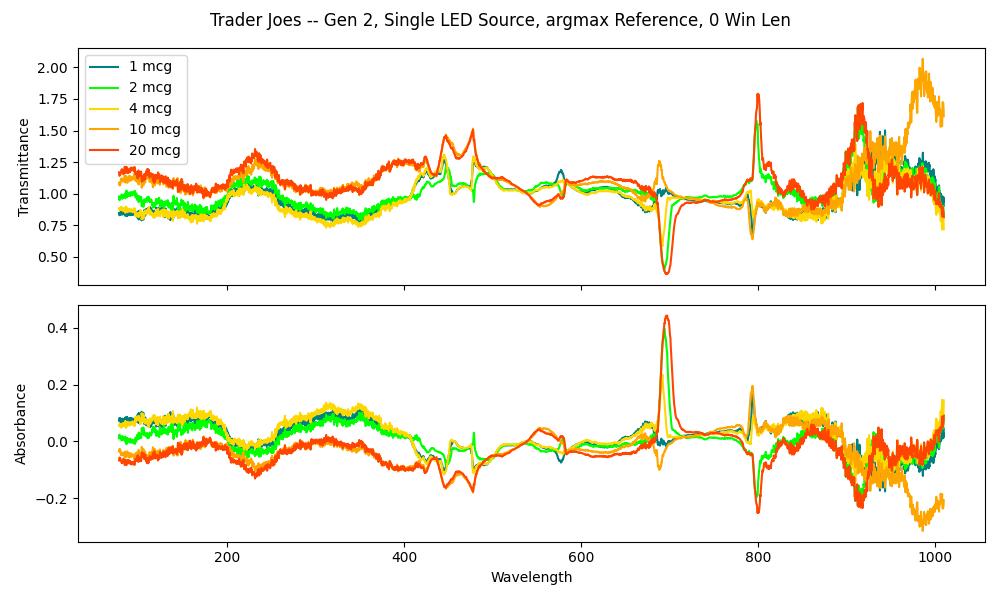 Trader Joes -- Gen 2, Single LED Source, argmax Reference, 0 Win Len
Transmittance
2.00
1.75
1.50
1.25
1.00
0.75
0.50
1 mcg
2 mcg
4 mcg
10 mcg
20 mcg
Absorbance
0.4
0.2
0.0
−0.2
200
400
600
800
1000
Wavelength